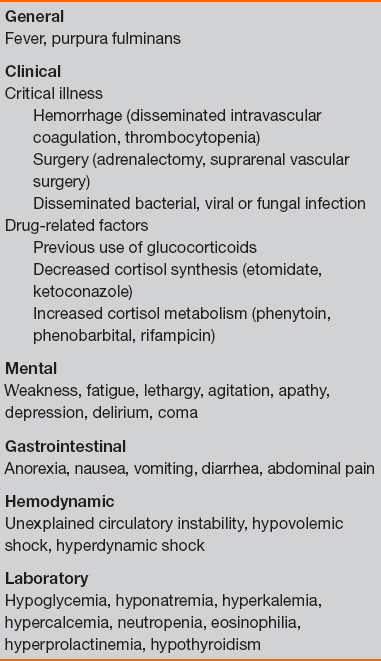 General
Fever, purpura fulminans
Clinical
Critical illness
Hemorrhage (disseminated intravascular
coagulation, thrombocytopenia)
Surgery (adrenalectomy, suprarenal vascular
surgery)
Disseminated bacterial, viral or fungal infection
Drug-related factors
Previous use of glucocorticoids
Decreased cortisol synthesis (etomidate,
ketoconazole)
Increased cortisol metabolism (phenytoin,
phenobarbital, rifampicin)
Mental
Weakness, fatigue, lethargy, agitation, apathy,
depression, delirium, coma
Gastrointestinal
Anorexia, nausea, vomiting, diarrhea, abdominal pain
Hemodynamic
Unexplained circulatory instability, hypovolemic
shock, hyperdynamic shock
Laboratory
Hypoglycemia, hyponatremia, hyperkalemia,
hypercalcemia, neutropenia, eosinophilia,
hyperprolactinemia, hypothyroidism